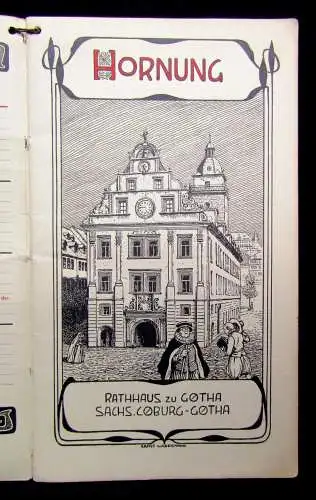 HORNUNG
RATHHAUS ZU GOTHA
SACHS. COBURG-GOTHA